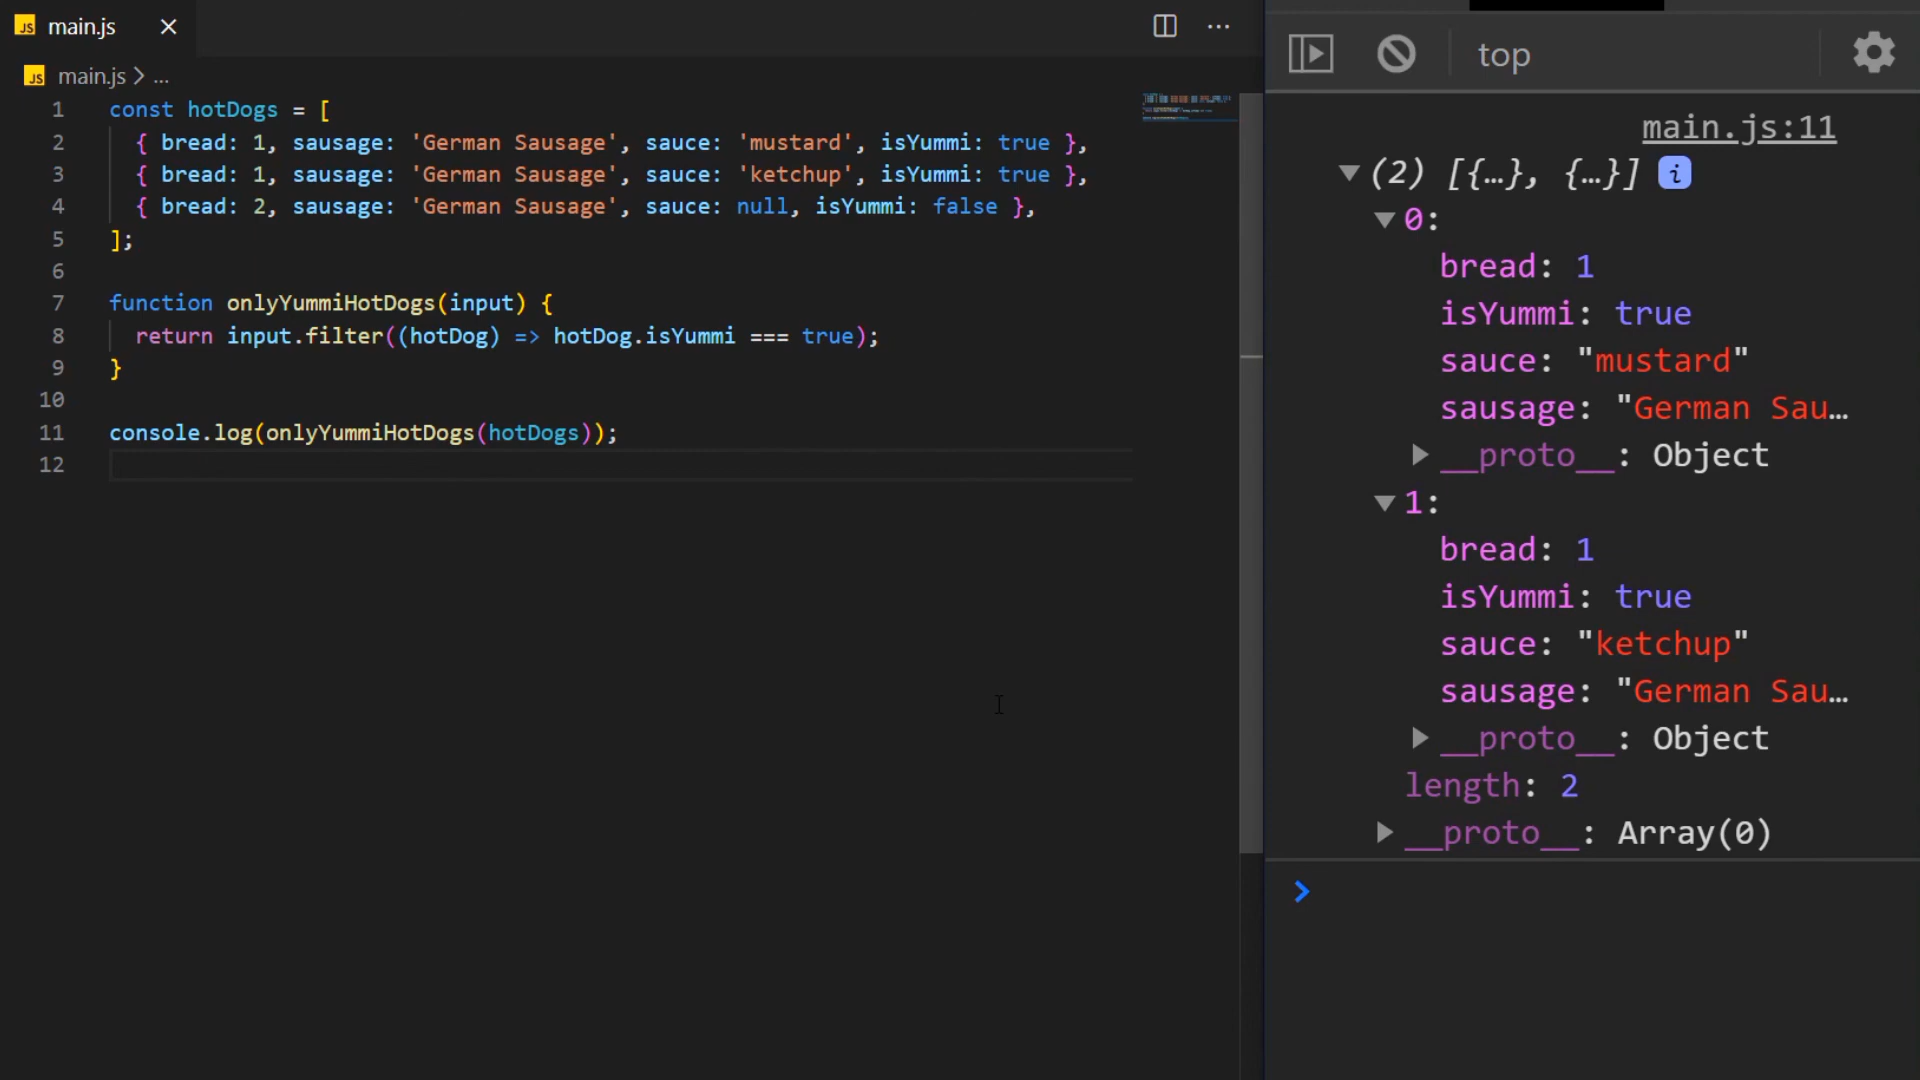 JS main.js
JS main.js > ...
1 const hotDogs = [
2 { bread: 1, sausage: 'German Sausage', sauce: 'mustard', isYummi: true },
3 { bread: 1, sausage: 'German Sausage', sauce: 'ketchup', isYummi: true },
4 { bread: 2, sausage: 'German Sausage', sauce: null, isYummi: false },
5 ];
6
7 function onlyYummiHotDogs(input) {
8 return input.filter((hotDog) => hotDog.isYummi === true);
9 }
10
11 console.log(onlyYummiHotDogs(hotDogs));
12
top
main.js:11
(2) [{…}, {…}] i
0:
bread: 1
isYummi: true
sauce: "mustard"
sausage: "German Sau…
__proto__: Object
1:
bread: 1
isYummi: true
sauce: "ketchup"
sausage: "German Sau…
__proto__: Object
length: 2
__proto__: Array(0)